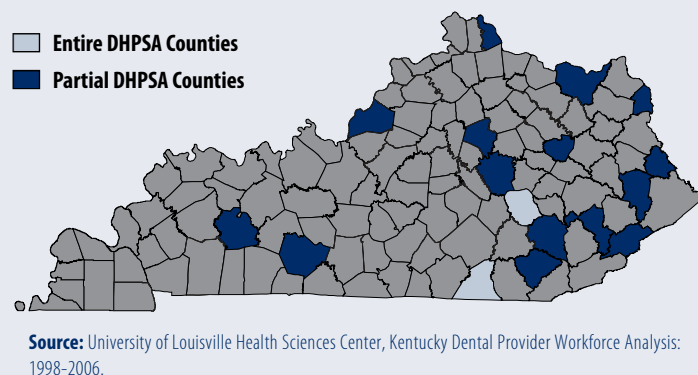 Entire DHPSA Counties
Partial DHPSA Counties
Source: University of Louisville Health Sciences Center, Kentucky Dental Provider Workforce Analysis:
1998-2006.